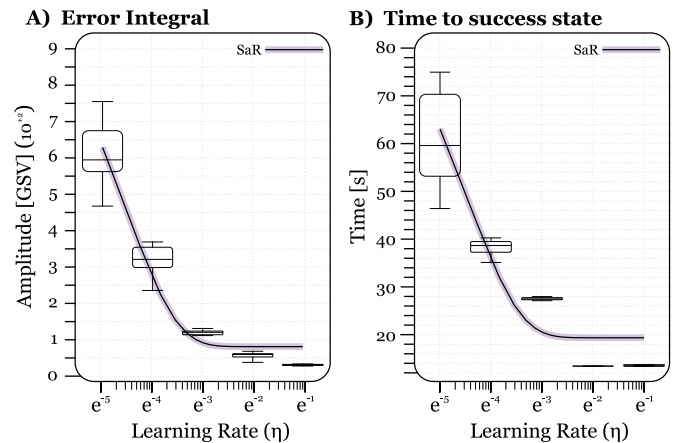 A) Error Integral
SaR
9
8
7
6
5
4
3
2
1
0
Amplitude [GSV] (10⁺²)
e⁻⁵ e⁻⁴ e⁻³ e⁻² e⁻¹
Learning Rate (η)
B) Time to success state
SaR
80
70
60
50
40
30
20
Time [s]
e⁻⁵ e⁻⁴ e⁻³ e⁻² e⁻¹
Learning Rate (η)